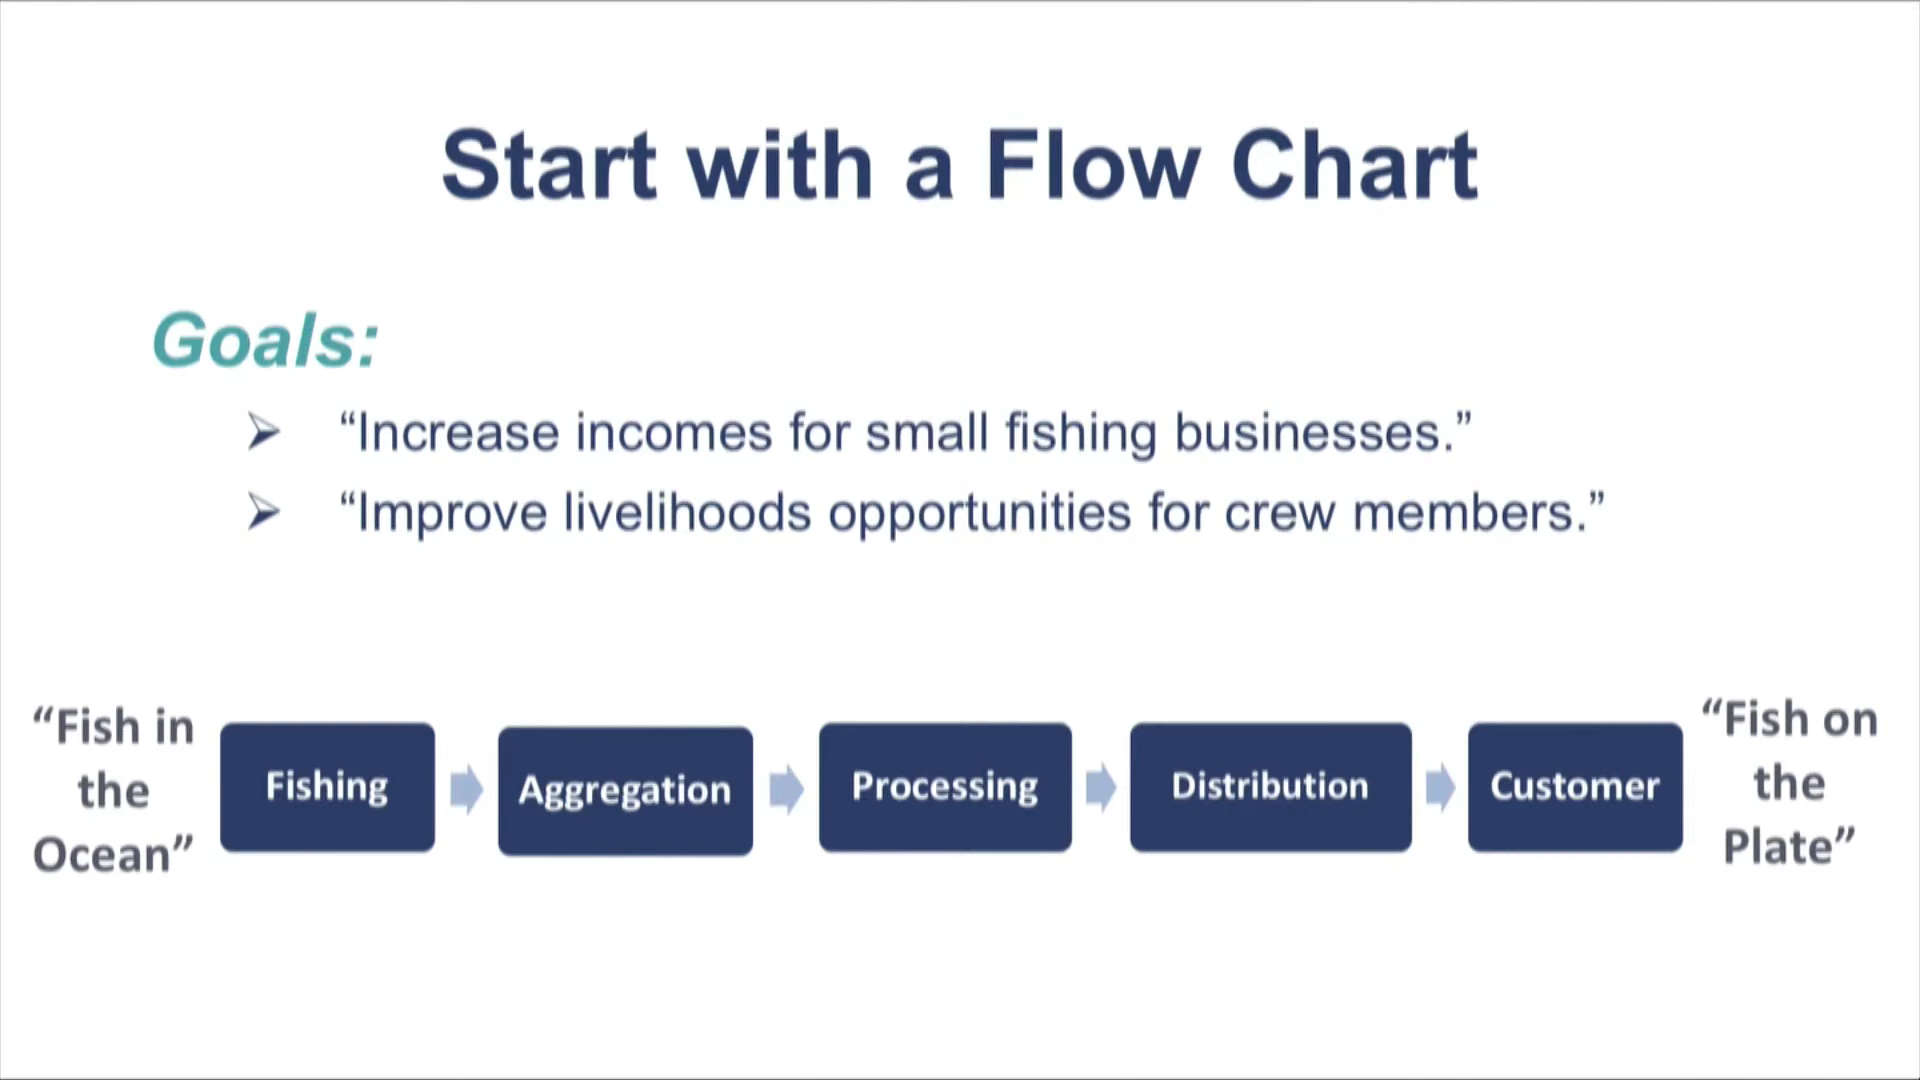 Start with a Flow Chart
Goals:
“Increase incomes for small fishing businesses.”
“Improve livelihoods opportunities for crew members.”
“Fish in
the
Ocean”
Fishing
Aggregation
Processing
Distribution
Customer
“Fish on
the
Plate”